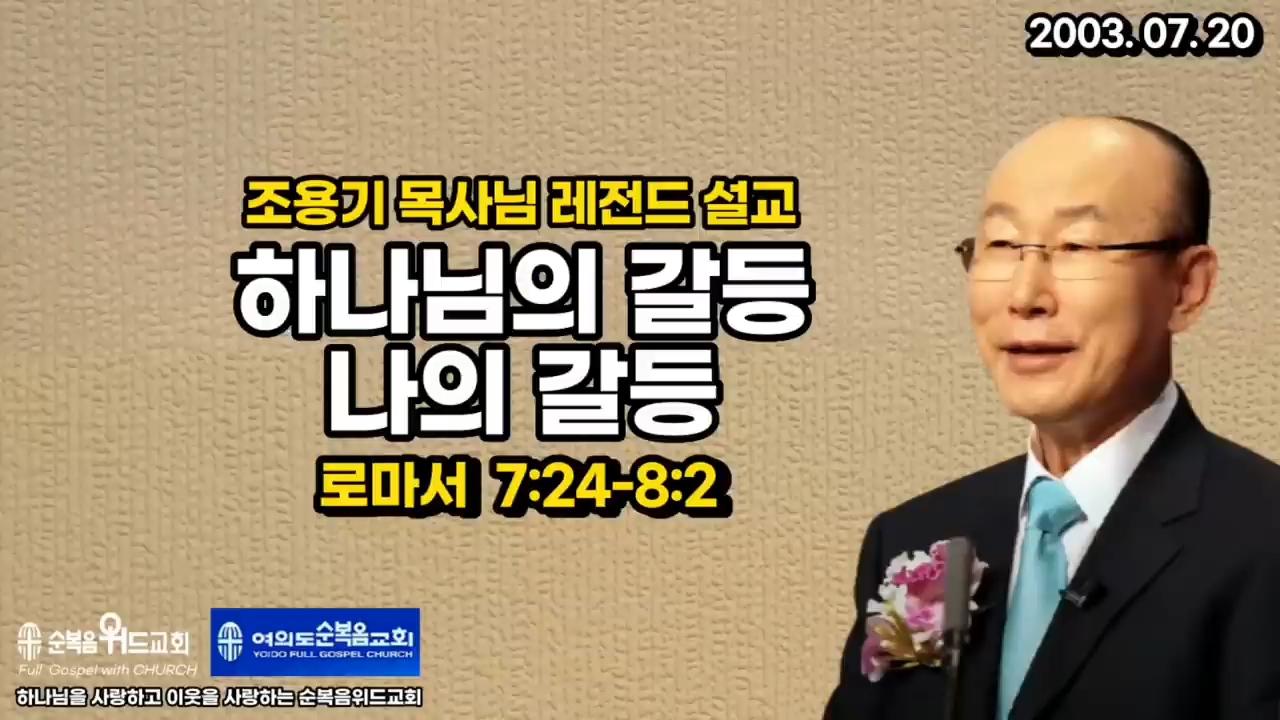 2003. 07. 20
조용기 목사님 레전드 설교
하나님의 갈등
나의 갈등
로마서 7:24-8:2
순복음위드교회
Full Gospel with CHURCH
여의도순복음교회
YOIDO FULL GOSPEL CHURCH
하나님을 사랑하고 이웃을 사랑하는 순복음위드교회